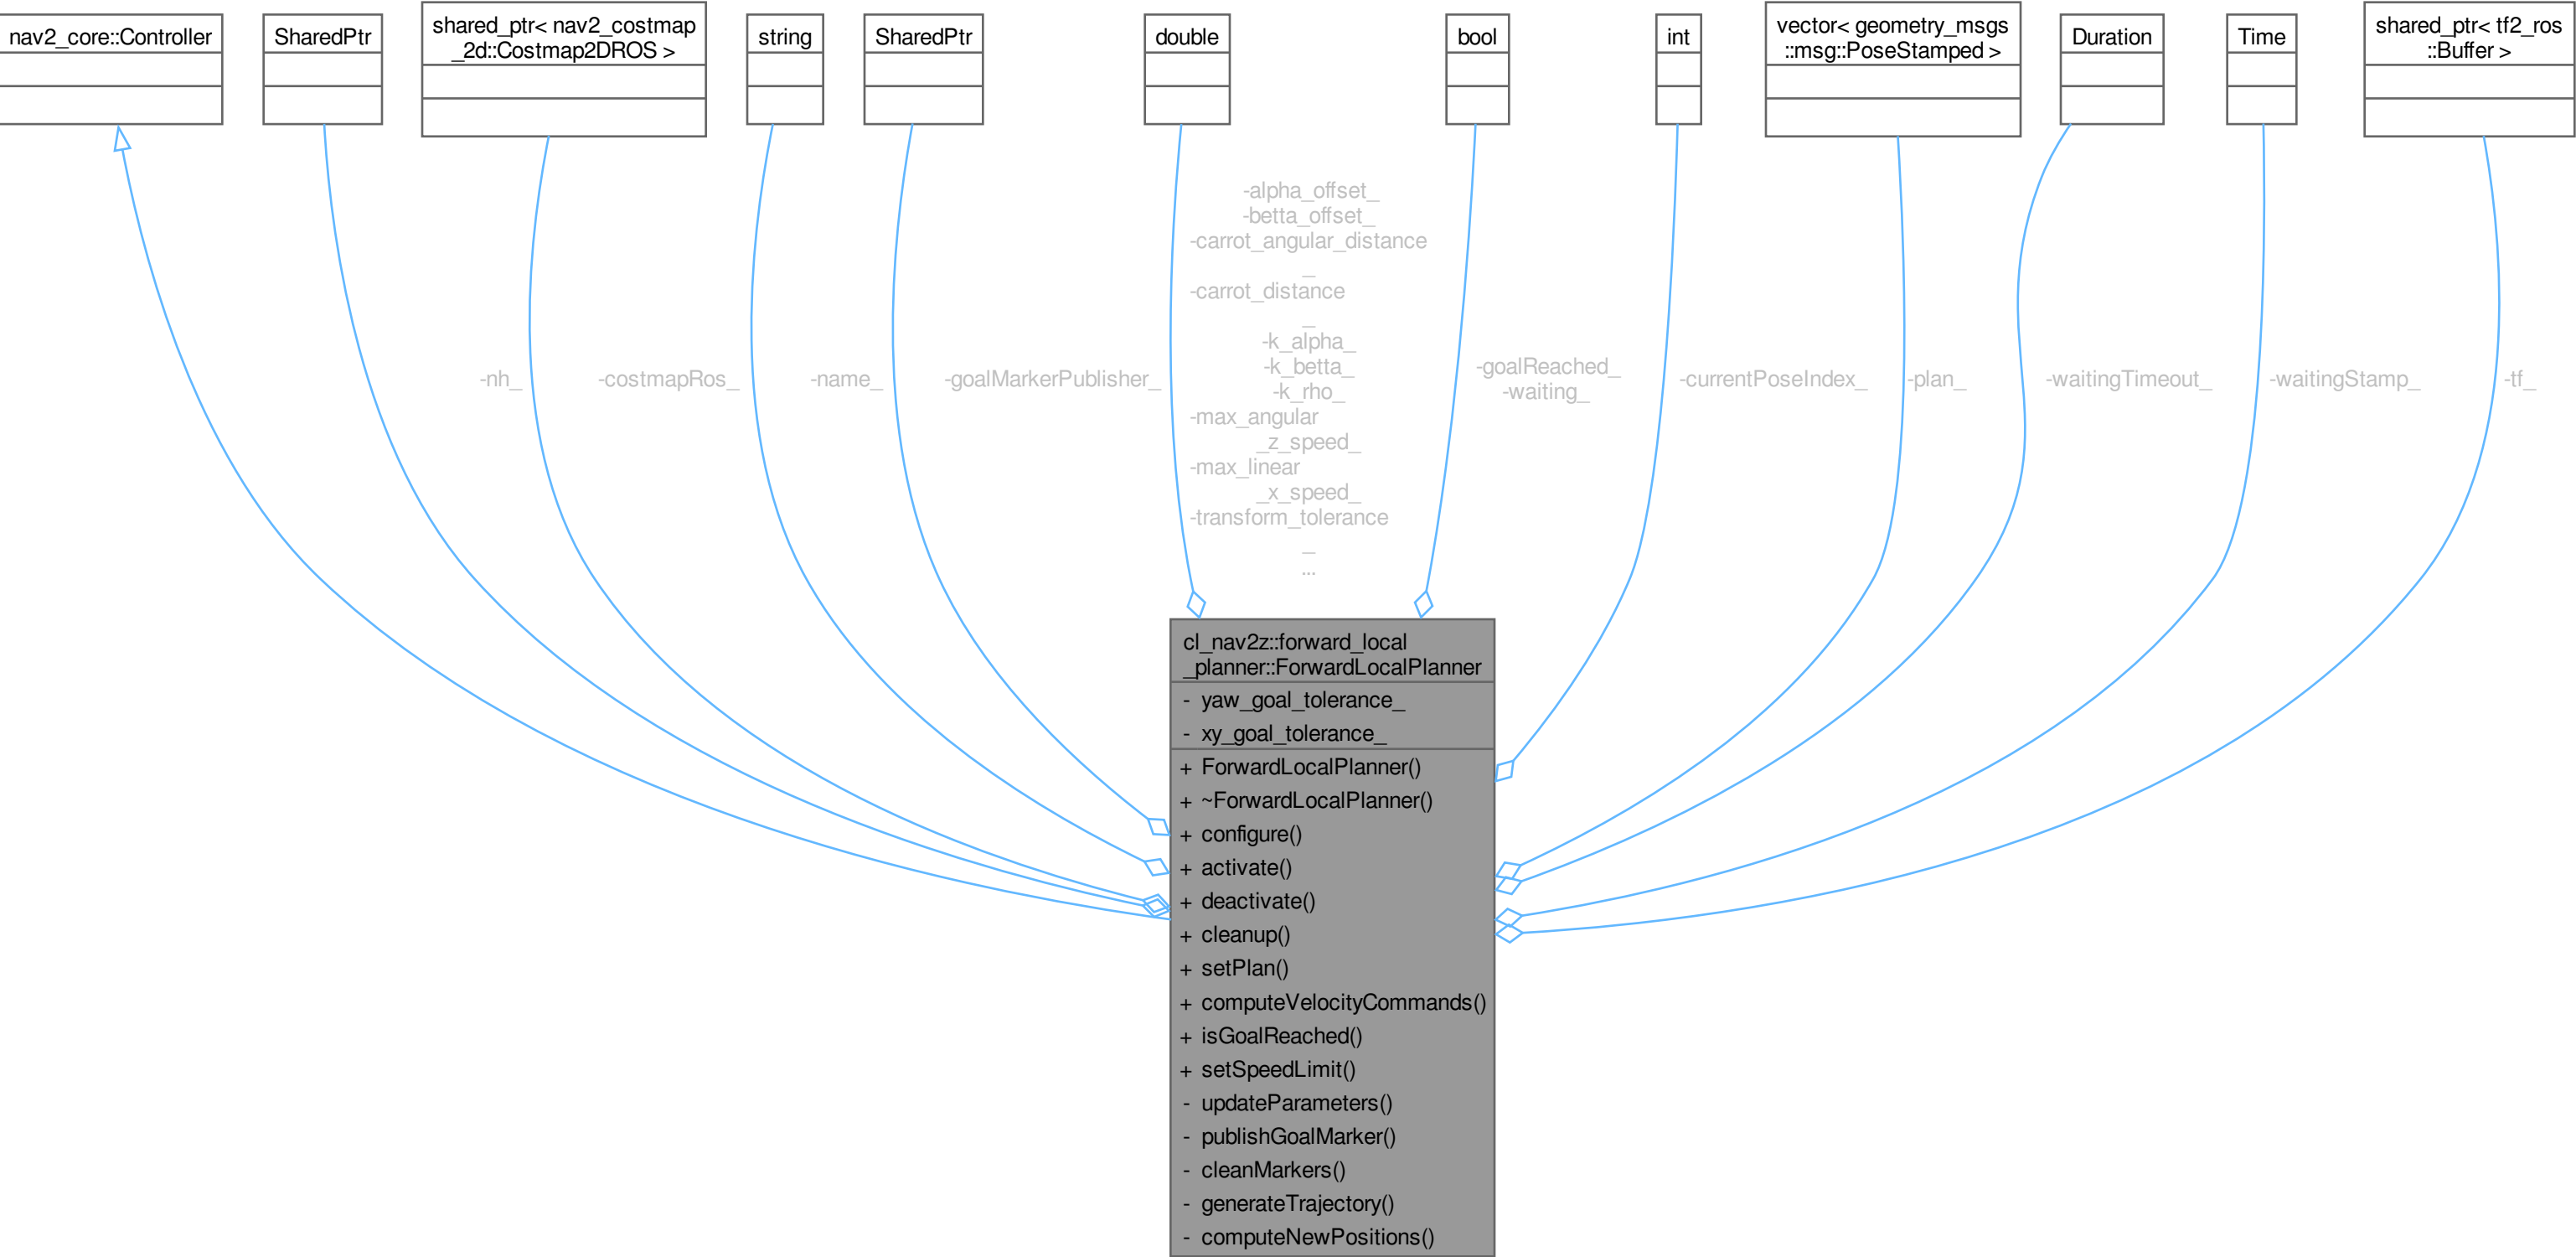 nav2_core::Controller
SharedPtr
shared_ptr< nav2_costmap
_2d::Costmap2DROS >
string
SharedPtr
double
bool
int
vector< geometry_msgs
::msg::PoseStamped >
Duration
Time
shared_ptr< tf2_ros
::Buffer >
-nh_
-costmapRos_
-name_
-goalMarkerPublisher_
-alpha_offset_
-betta_offset_
-carrot_angular_distance
_
-carrot_distance
_
-k_alpha_
-k_betta_
-k_rho_
-max_angular
_z_speed_
-max_linear
_x_speed_
-transform_tolerance
_
...
-goalReached_
-waiting_
-currentPoseIndex_
-plan_
-waitingTimeout_
-waitingStamp_
-tf_
cl_nav2z::forward_local
_planner::ForwardLocalPlanner
- yaw_goal_tolerance_
- xy_goal_tolerance_
+ ForwardLocalPlanner()
+ ~ForwardLocalPlanner()
+ configure()
+ activate()
+ deactivate()
+ cleanup()
+ setPlan()
+ computeVelocityCommands()
+ isGoalReached()
+ setSpeedLimit()
- updateParameters()
- publishGoalMarker()
- cleanMarkers()
- generateTrajectory()
- computeNewPositions()